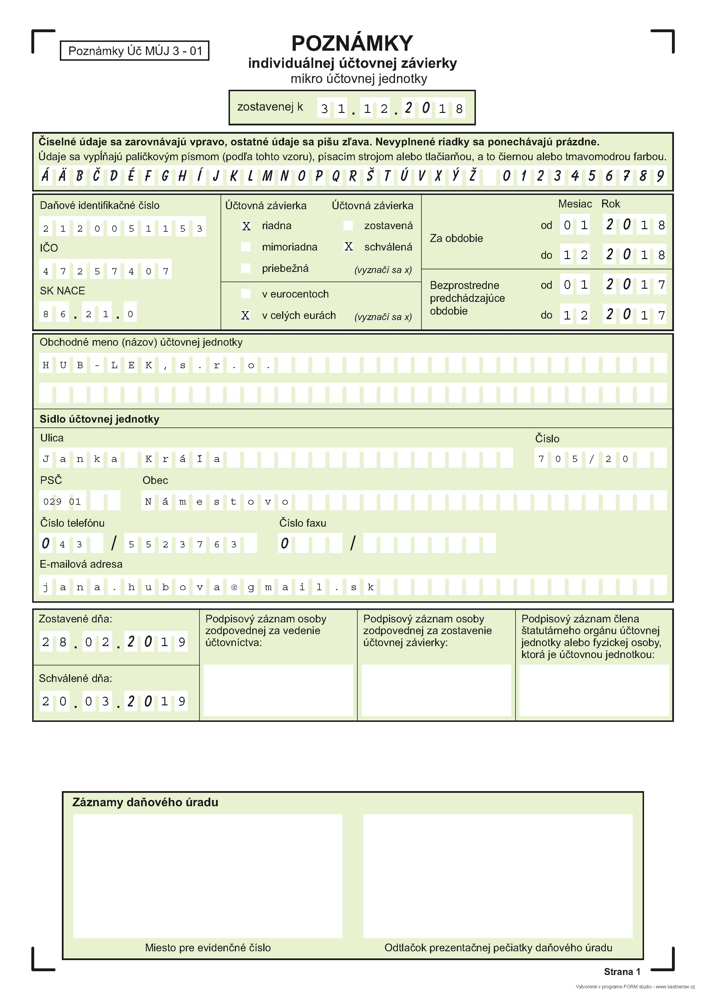 Poznámky Úč MÚJ 3 - 01
POZNÁMKY
individuálnej účtovnej závierky
mikro účtovnej jednotky
zostavenej k 31.12.2018
Číselné údaje sa zarovnávajú vpravo, ostatné údaje sa píšu zľava. Nevyplnené riadky sa ponechávajú prázdne.
Údaje sa vypĺňajú paličkovým písmom (podľa tohto vzoru), písacím strojom alebo tlačiarňou, a to čiernou alebo tmavomodrou farbou.
Á Ä B Č D É F G H Í J K L M N O P Q R Š T Ú V X Ý Ž 0 1 2 3 4 5 6 7 8 9
Daňové identifikačné číslo
2120051153
IČO
47257407
SK NACE
86.21.0
Účtovná závierka
X riadna
mimoriadna
priebežná
Účtovná závierka
zostavená
X schválená
(vyznačí sa x)
v eurocentoch
X v celých eurách (vyznačí sa x)
Mesiac Rok
Za obdobie
od 01 2018
do 12 2018
Bezprostredne
predchádzajúce
obdobie
od 01 2017
do 12 2017
Obchodné meno (názov) účtovnej jednotky
HUB-LEK,s.r.o.
Sídlo účtovnej jednotky
Ulica Číslo
Janka Kráľa 705/20
PSČ Obec
029 01 Námestovo
Číslo telefónu Číslo faxu
043 / 5523763 0 /
E-mailová adresa
jana.hubova@gmail.sk
Zostavené dňa:
28.02.2019
Schválené dňa:
20.03.2019
Podpisový záznam osoby
zodpovednej za vedenie
účtovníctva:
Podpisový záznam osoby
zodpovednej za zostavenie
účtovnej závierky:
Podpisový záznam člena
štatutárneho orgánu účtovnej
jednotky alebo fyzickej osoby,
ktorá je účtovnou jednotkou:
Záznamy daňového úradu
Miesto pre evidenčné číslo
Odtlačok prezentačnej pečiatky daňového úradu
Strana 1
Vytvorené v programe FORM studio - www.kastnersw.cz